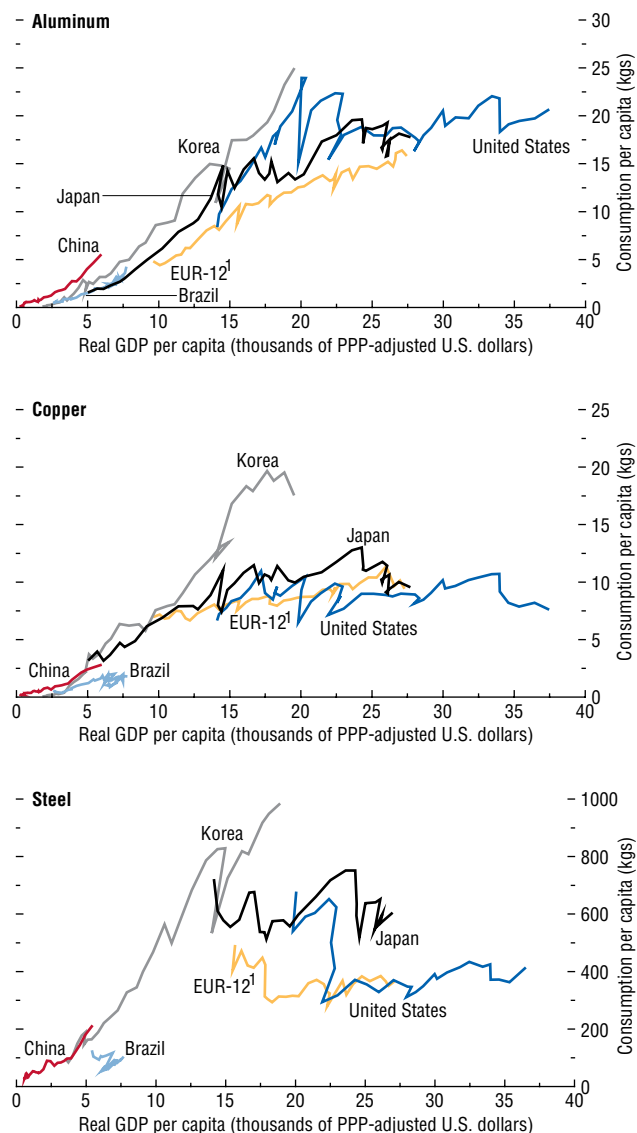 Aluminum
30
25
20
15
10
5
0
Consumption per capita (kgs)
Korea
United States
Japan
China
EUR-12¹
Brazil
0 5 10 15 20 25 30 35 40
Real GDP per capita (thousands of PPP-adjusted U.S. dollars)
Copper
25
20
15
10
5
0
Consumption per capita (kgs)
Korea
Japan
EUR-12¹
United States
China
Brazil
0 5 10 15 20 25 30 35 40
Real GDP per capita (thousands of PPP-adjusted U.S. dollars)
Steel
1000
800
600
400
200
0
Consumption per capita (kgs)
Korea
Japan
EUR-12¹
United States
China
Brazil
0 5 10 15 20 25 30 35 40
Real GDP per capita (thousands of PPP-adjusted U.S. dollars)